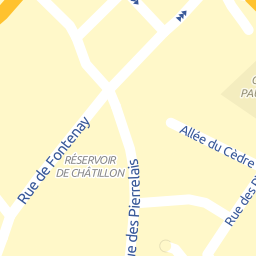 Rue de Fontenay
RÉSERVOIR
DE CHÂTILLON
Allée du Cèdre
Rue des Pierrelais
Rue des